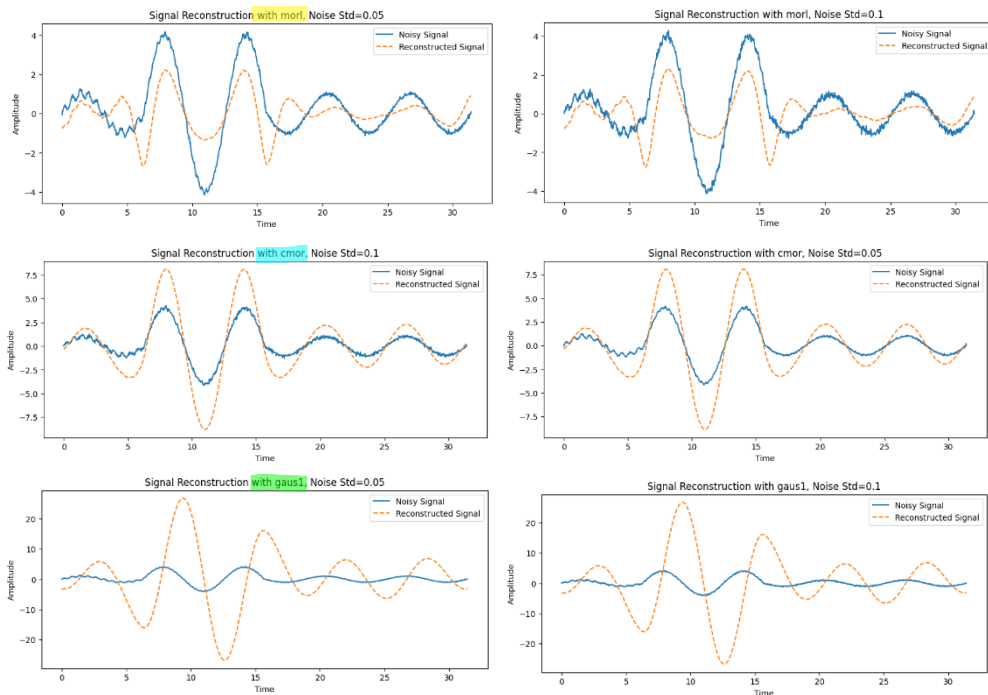 Signal Reconstruction with morl, Noise Std=0.05
4
2
0
-2
-4
Amplitude
Noisy Signal
Reconstructed Signal
0 5 10 15 20 25 30
Time
Signal Reconstruction with morl, Noise Std=0.1
4
2
0
-2
-4
Amplitude
Noisy Signal
Reconstructed Signal
0 5 10 15 20 25 30
Time
Signal Reconstruction with cmor, Noise Std=0.1
7.5
5.0
2.5
0.0
-2.5
-5.0
-7.5
Amplitude
Noisy Signal
Reconstructed Signal
0 5 10 15 20 25 30
Time
Signal Reconstruction with cmor, Noise Std=0.05
7.5
5.0
2.5
0.0
-2.5
-5.0
-7.5
Amplitude
Noisy Signal
Reconstructed Signal
0 5 10 15 20 25 30
Time
Signal Reconstruction with gaus1, Noise Std=0.05
20
10
0
-10
-20
Amplitude
Noisy Signal
Reconstructed Signal
0 5 10 15 20 25 30
Time
Signal Reconstruction with gaus1, Noise Std=0.1
20
10
0
-10
-20
Amplitude
Noisy Signal
Reconstructed Signal
0 5 10 15 20 25 30
Time